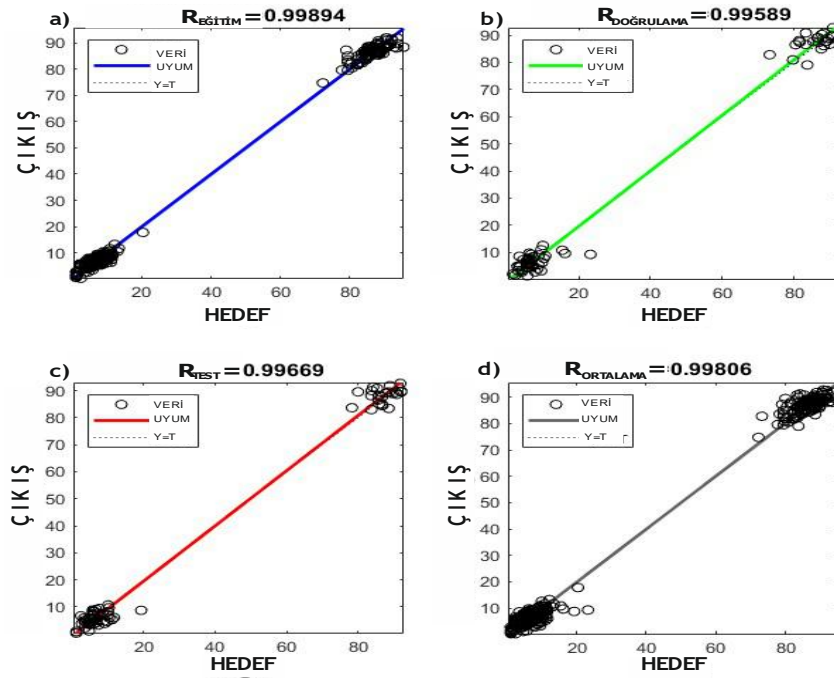 a) R_EĞİTİM = 0.99894
VERİ
UYUM
Y=T
ÇIKIŞ
90
80
70
60
50
40
30
20
10
20 40 60 80
HEDEF
b) R_DOĞRULAMA = 0.99589
VERİ
UYUM
Y=T
ÇIKIŞ
90
80
70
60
50
40
30
20
10
20 40 60 80
HEDEF
c) R_TEST = 0.99669
VERİ
UYUM
Y=T
ÇIKIŞ
90
80
70
60
50
40
30
20
10
20 40 60 80
HEDEF
d) R_ORTALAMA = 0.99806
VERİ
UYUM
Y=T
ÇIKIŞ
90
80
70
60
50
40
30
20
10
20 40 60 80
HEDEF